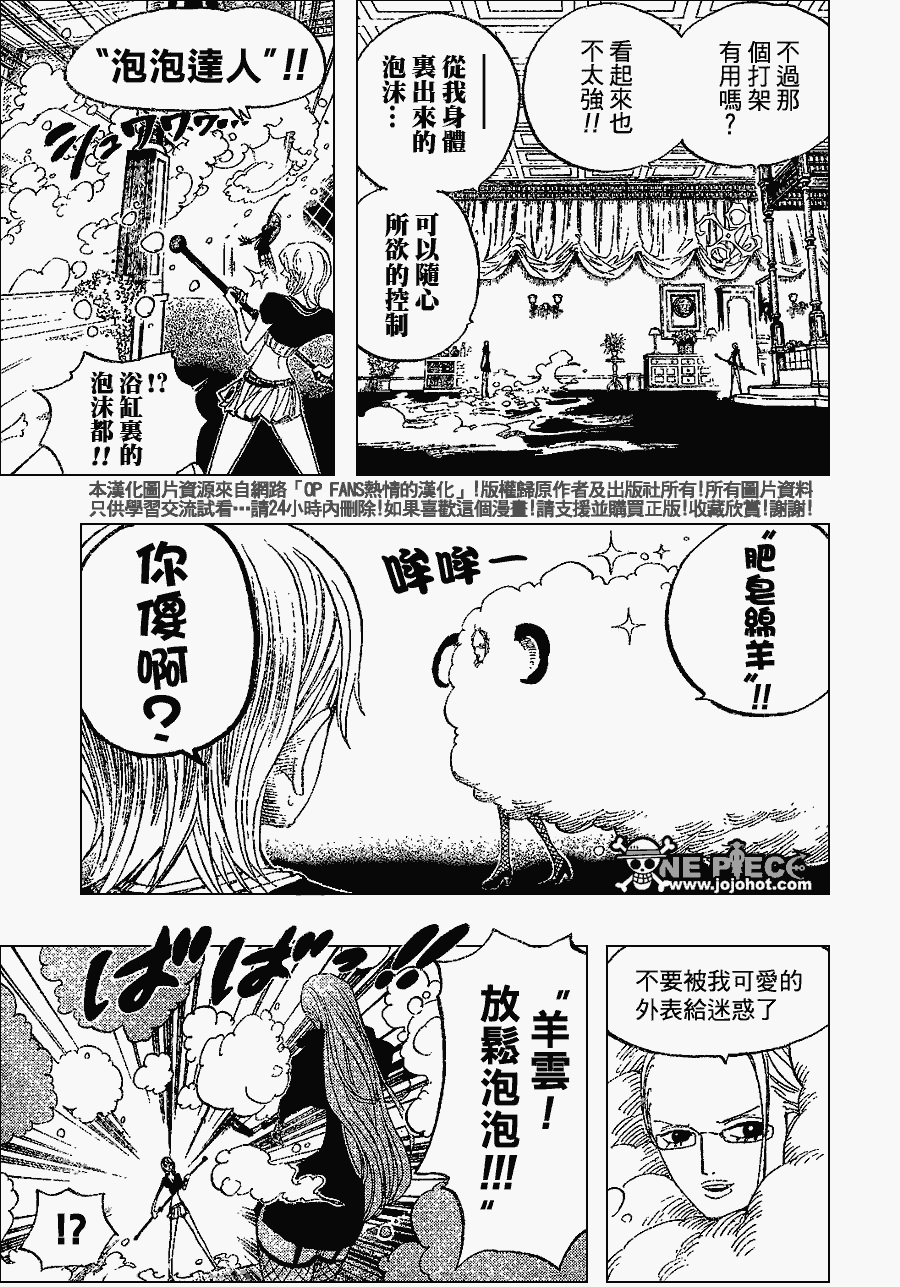 不過那
個打架
有用嗎？
看起來也
不太強!!
——
從我身體
裏出來的
泡沫…
可以隨心
所欲的控制
“泡泡達人”!!
シュワワワ…
!?
浴缸裏的
泡沫都!!
本漢化圖片資源來自網路「OP FANS熱情的漢化」!版權歸原作者及出版社所有!所有圖片資料
只供學習交流試看…請24小時內刪除!如果喜歡這個漫畫!請支援並購買正版!收藏欣賞!謝謝!
“肥皂綿羊”!!
哞哞一
你傻啊？
ONE PIECE
www.jojohot.com
不要被我可愛的
外表給迷惑了
“羊雲！
放鬆泡泡!!!”
ばばっ!!
!?